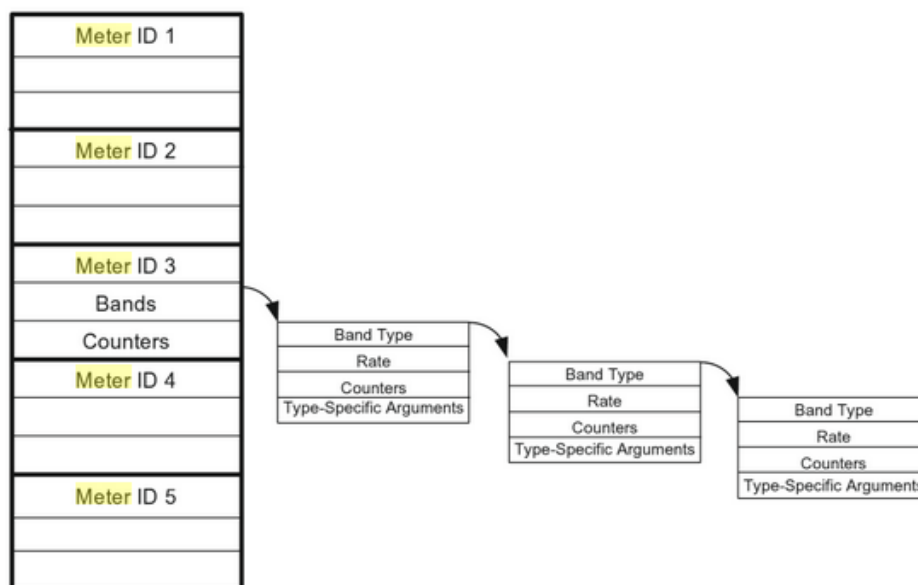 Meter ID 1
Meter ID 2
Meter ID 3
Bands
Counters
Meter ID 4
Meter ID 5
Band Type
Rate
Counters
Type-Specific Arguments
Band Type
Rate
Counters
Type-Specific Arguments
Band Type
Rate
Counters
Type-Specific Arguments